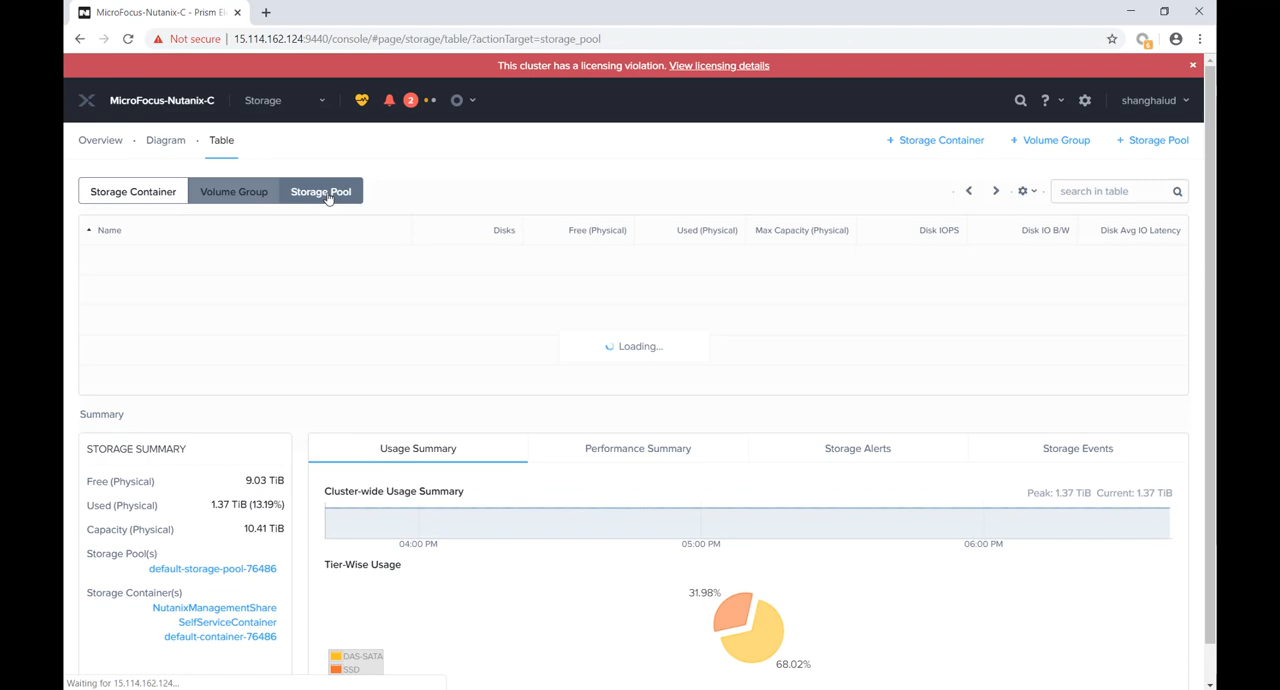 MicroFocus-Nutanix-C - Prism El
Not secure 15.114.162.124:9440/console/#page/storage/table/?actionTarget=storage_pool
This cluster has a licensing violation. View licensing details
MicroFocus-Nutanix-C Storage 2 ? shanghaiud
Overview · Diagram · Table + Storage Container + Volume Group + Storage Pool
Storage Container Volume Group Storage Pool search in table
Name Disks Free (Physical) Used (Physical) Max Capacity (Physical) Disk IOPS Disk IO B/W Disk Avg IO Latency
Loading...
Summary
STORAGE SUMMARY
Free (Physical) 9.03 TiB
Used (Physical) 1.37 TiB (13.19%)
Capacity (Physical) 10.41 TiB
Storage Pool(s)
default-storage-pool-76486
Storage Container(s)
NutanixManagementShare
SelfServiceContainer
default-container-76486
Usage Summary Performance Summary Storage Alerts Storage Events
Cluster-wide Usage Summary Peak: 1.37 TiB Current: 1.37 TiB
04:00 PM 05:00 PM 06:00 PM
Tier-Wise Usage
31.98%
68.02%
DAS-SATA
SSD
Waiting for 15.114.162.124...